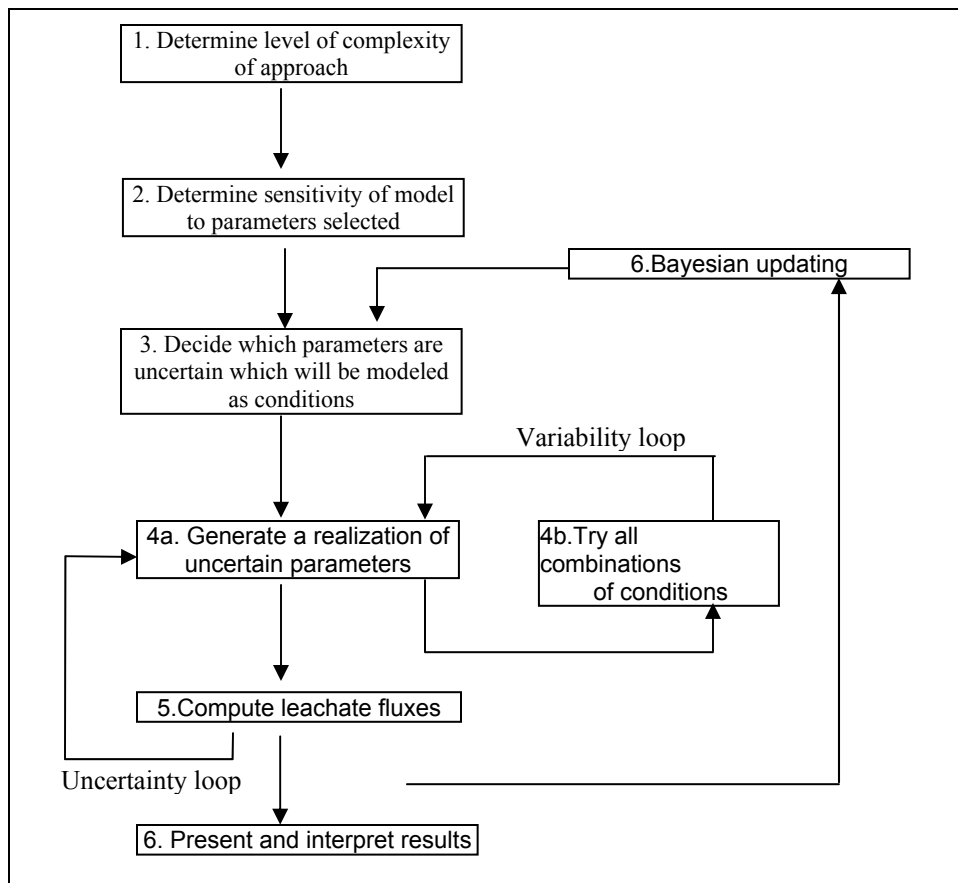 1. Determine level of complexity
of approach
2. Determine sensitivity of model
to parameters selected
6.Bayesian updating
3. Decide which parameters are
uncertain which will be modeled
as conditions
Variability loop
4a. Generate a realization of
uncertain parameters
4b.Try all
combinations
of conditions
5.Compute leachate fluxes
Uncertainty loop
6. Present and interpret results